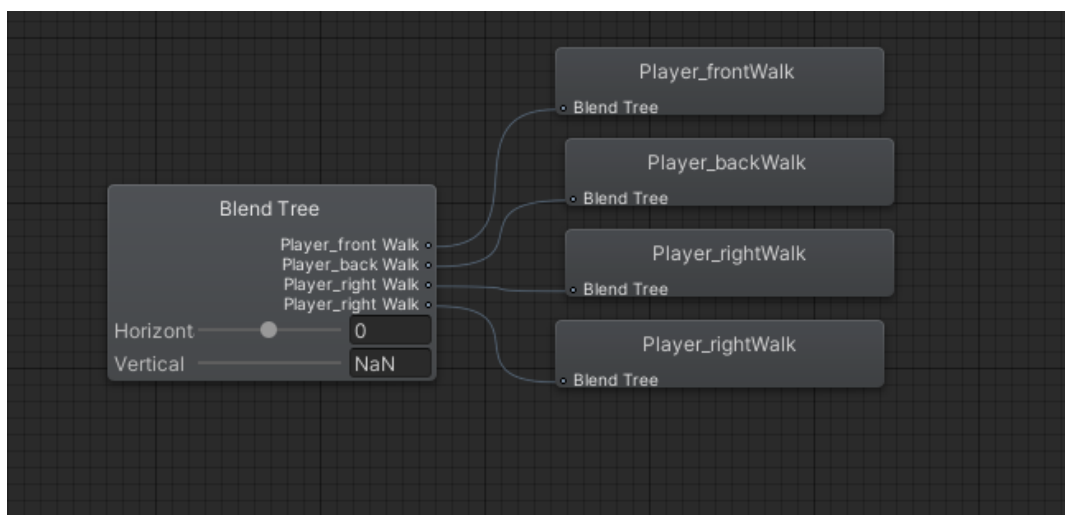 Player_frontWalk
Blend Tree
Player_backWalk
Blend Tree
Blend Tree
Player_front Walk
Player_back Walk
Player_right Walk
Player_right Walk
Horizont
0
Vertical
NaN
Player_rightWalk
Blend Tree
Player_rightWalk
Blend Tree